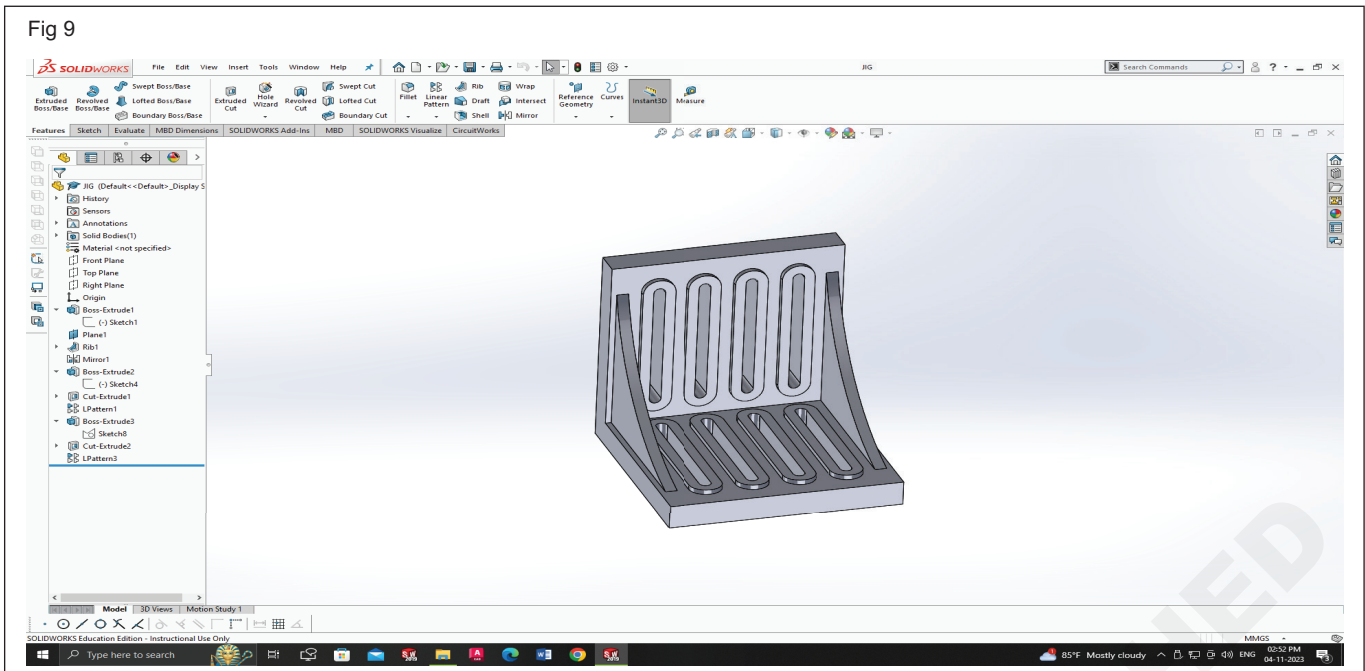 Fig 9
SOLIDWORKS File Edit View Insert Tools Window Help JIG Search Commands
Extruded Boss/Base
Revolved Boss/Base
Swept Boss/Base
Lofted Boss/Base
Boundary Boss/Base
Extruded Cut
Hole Wizard
Revolved Cut
Swept Cut
Lofted Cut
Boundary Cut
Fillet
Linear Pattern
Rib
Draft
Shell
Wrap
Intersect
Mirror
Reference Geometry
Curves
Instant3D
Measure
Features Sketch Evaluate MBD Dimensions SOLIDWORKS Add-Ins MBD SOLIDWORKS Visualize CircuitWorks
JIG (Default<<Default>_Display S
History
Sensors
Annotations
Solid Bodies(1)
Material <not specified>
Front Plane
Top Plane
Right Plane
Origin
Boss-Extrude1
(-) Sketch1
Plane1
Rib1
Mirror1
Boss-Extrude2
(-) Sketch4
Cut-Extrude1
LPattern1
Boss-Extrude3
Sketch8
Cut-Extrude2
LPattern3
Model 3D Views Motion Study 1
SOLIDWORKS Education Edition - Instructional Use Only MMGS
Type here to search 85°F Mostly cloudy ENG 02:52 PM
04-11-2023